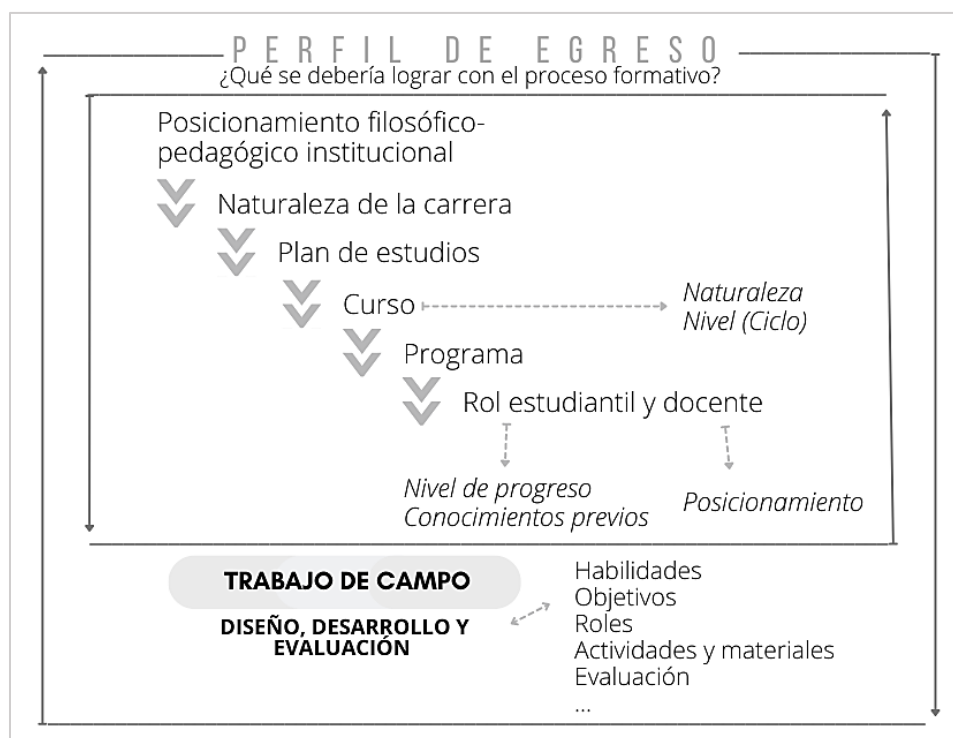 PERFIL DE EGRESO
¿Qué se debería lograr con el proceso formativo?
Posicionamiento filosófico-
pedagógico institucional
Naturaleza de la carrera
Plan de estudios
Curso
Naturaleza
Nivel (Ciclo)
Programa
Rol estudiantil y docente
Nivel de progreso
Conocimientos previos
Posicionamiento
TRABAJO DE CAMPO
DISEÑO, DESARROLLO Y
EVALUACIÓN
Habilidades
Objetivos
Roles
Actividades y materiales
Evaluación
...